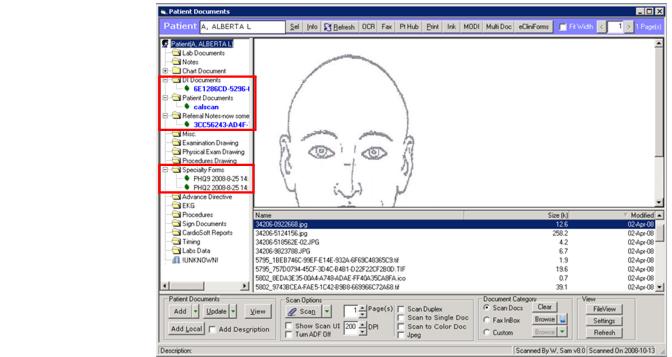 Patient Documents
Patient A, ALBERTA L Sel Info Refresh OCR Fax Pt Hub Print Ink MODI Multi Doc eClinForms Fit Width < 1 > 1 Page(s)
Patient(A, ALBERTA L)
Lab Documents
Notes
Chart Document
DI Documents
6E1286CD-5296-
Patient Documents
calscan
Referral Notes-now some
3CC56243-AD4F-
Misc.
Examination Drawing
Physical Exam Drawing
Procedures Drawing
Specialty Forms
PHQ9 2008-8-25 14:
PHQ2 2008-8-25 14:
Advance Directive
EKG
Procedures
Sign Documents
CardioSoft Reports
Timing
Labs Data
!UNKNOWN!
Name Size (k) Modified
34206-0922668.jpg 12.6 02-Apr-08
34206-5124156.jpg 258.2 02-Apr-08
34206-518562E-02.JPG 4.2 02-Apr-08
34206-9823788.JPG 6.7 02-Apr-08
5795_1BEB746C-99EF-E14E-932A-6F69C48365C9.tif 1.9 02-Apr-08
5795_757D0794-45CF-3D4C-B4B1-D22F22CF2B0D.TIF 19.6 02-Apr-08
5802_8EDA3E35-00A4-A748-ADAE-FF40A35CA8FA.ico 0.7 02-Apr-08
5802_9743BCEA-FAE5-1C42-B9B8-669966C72A68.tif 39.1 02-Apr-08
Patient Documents
Add Update View
Add Local Add Description
Scan Options
Scan 1 Page(s)
Show Scan UI 200 DPI
Turn ADF Off
Scan Duplex
Scan to Single Doc
Scan to Color Doc
Jpeg
Document Category
Scan Docs Clear
Fax InBox Browse
Custom Browse
View
FileView
Settings
Refresh
Description: Scanned By W, Sam v8.0 Scanned On 2008-10-13